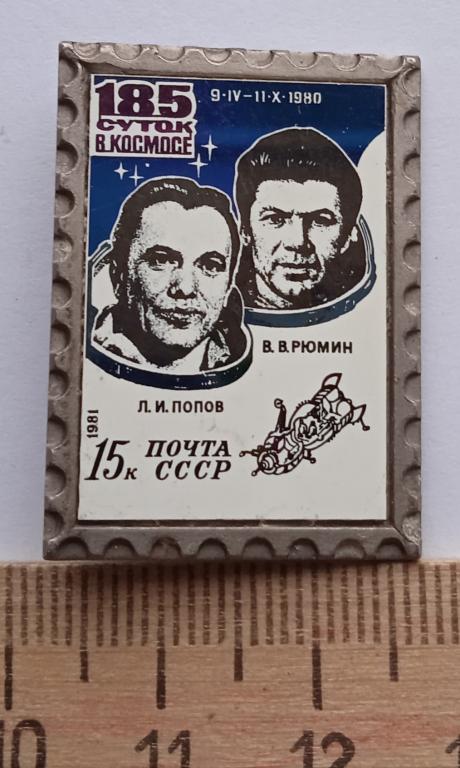 185
СУТОК
В КОСМОСЕ
9·IV–11·X·1980
В. В. РЮМИН
Л. И. ПОПОВ
1981
15к ПОЧТА
СССР
10 11 12